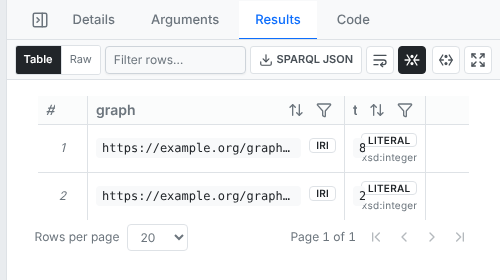 Details Arguments Results Code
Table Raw Filter rows... SPARQL JSON
# graph t
1 https://example.org/graph… IRI 8 LITERAL
xsd:integer
2 https://example.org/graph… IRI 2 LITERAL
xsd:integer
Rows per page 20 Page 1 of 1